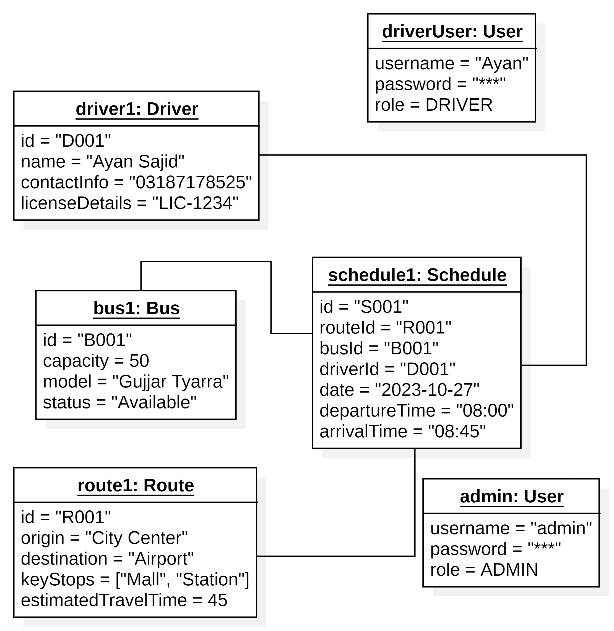 driverUser: User
username = "Ayan"
password = "***"
role = DRIVER
driver1: Driver
id = "D001"
name = "Ayan Sajid"
contactInfo = "03187178525"
licenseDetails = "LIC-1234"
schedule1: Schedule
id = "S001"
routeId = "R001"
busId = "B001"
driverId = "D001"
date = "2023-10-27"
departureTime = "08:00"
arrivalTime = "08:45"
bus1: Bus
id = "B001"
capacity = 50
model = "Gujjar Tyarra"
status = "Available"
route1: Route
id = "R001"
origin = "City Center"
destination = "Airport"
keyStops = ["Mall", "Station"]
estimatedTravelTime = 45
admin: User
username = "admin"
password = "***"
role = ADMIN